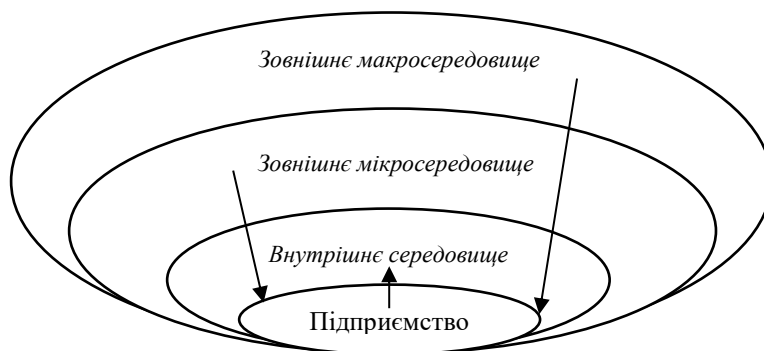 Зовнішнє макросередовище
Зовнішнє мікросередовище
Внутрішнє середовище
Підприємство